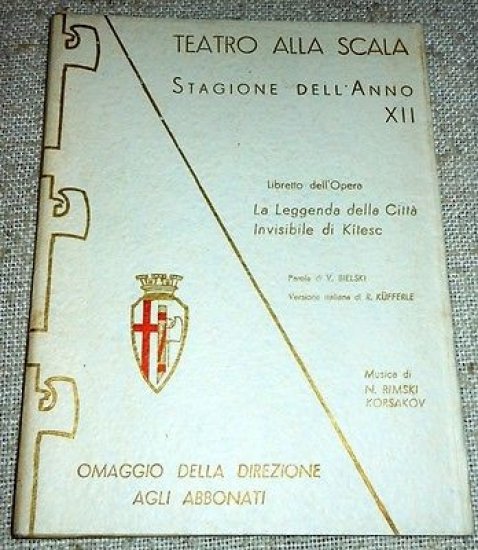 TEATRO ALLA SCALA
STAGIONE DELL'ANNO
XII
Libretto dell'Opera
La Leggenda della Città
Invisibile di Kitesc
Parole di V. BIELSKI
Versione italiana di R. KÜFFERLE
Musica di
N. RIMSKI
KORSAKOV
OMAGGIO DELLA DIREZIONE
AGLI ABBONATI